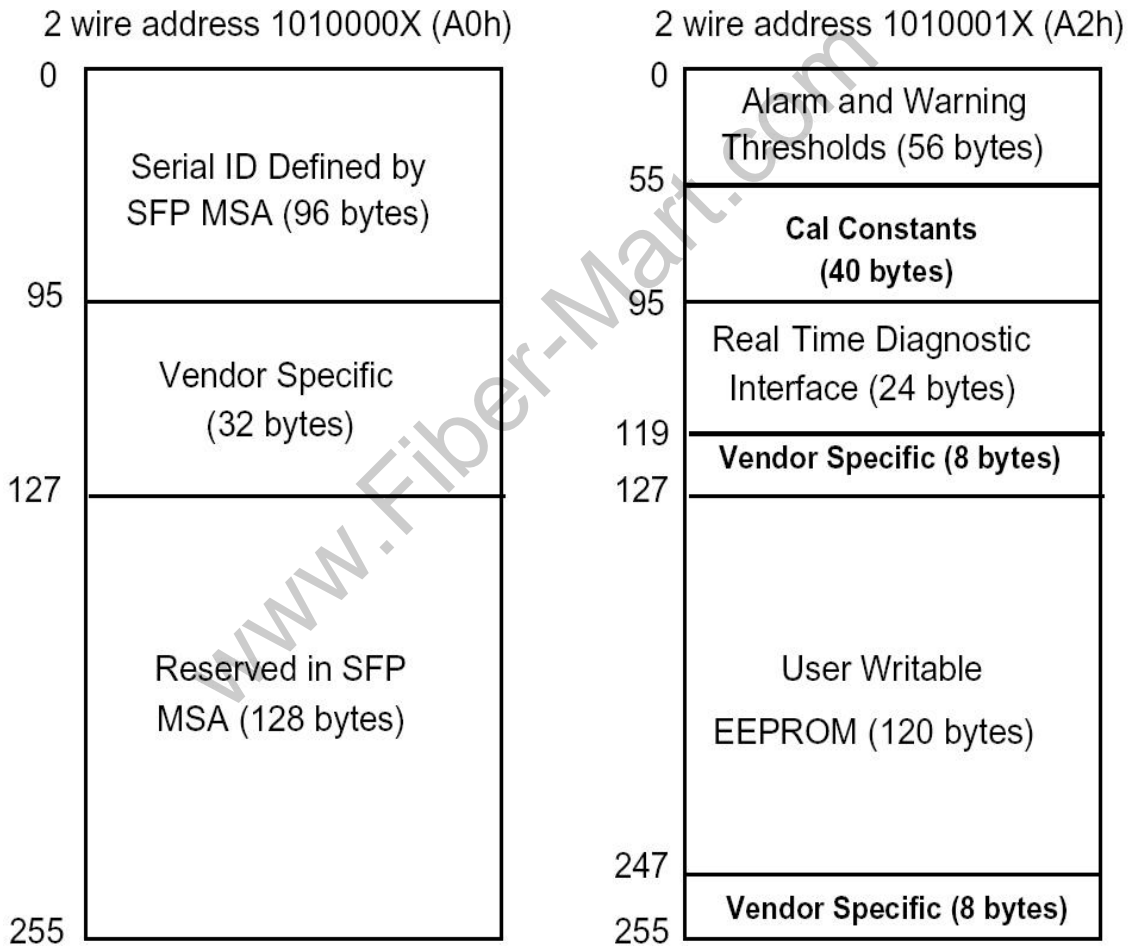 2 wire address 1010000X (A0h)
0
Serial ID Defined by
SFP MSA (96 bytes)
95
Vendor Specific
(32 bytes)
127
Reserved in SFP
MSA (128 bytes)
255
2 wire address 1010001X (A2h)
0
Alarm and Warning
Thresholds (56 bytes)
55
Cal Constants
(40 bytes)
95
Real Time Diagnostic
Interface (24 bytes)
119
Vendor Specific (8 bytes)
127
User Writable
EEPROM (120 bytes)
247
Vendor Specific (8 bytes)
255
www.Fiber-Mart.com